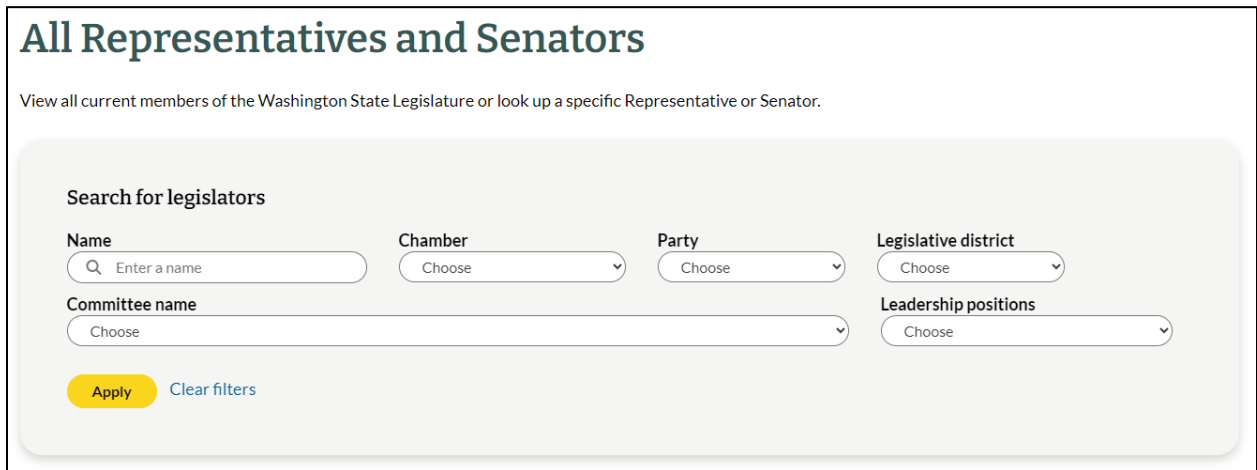 All Representatives and Senators
View all current members of the Washington State Legislature or look up a specific Representative or Senator.
Search for legislators
Name Chamber Party Legislative district
Enter a name Choose Choose Choose
Committee name Leadership positions
Choose Choose
Apply Clear filters